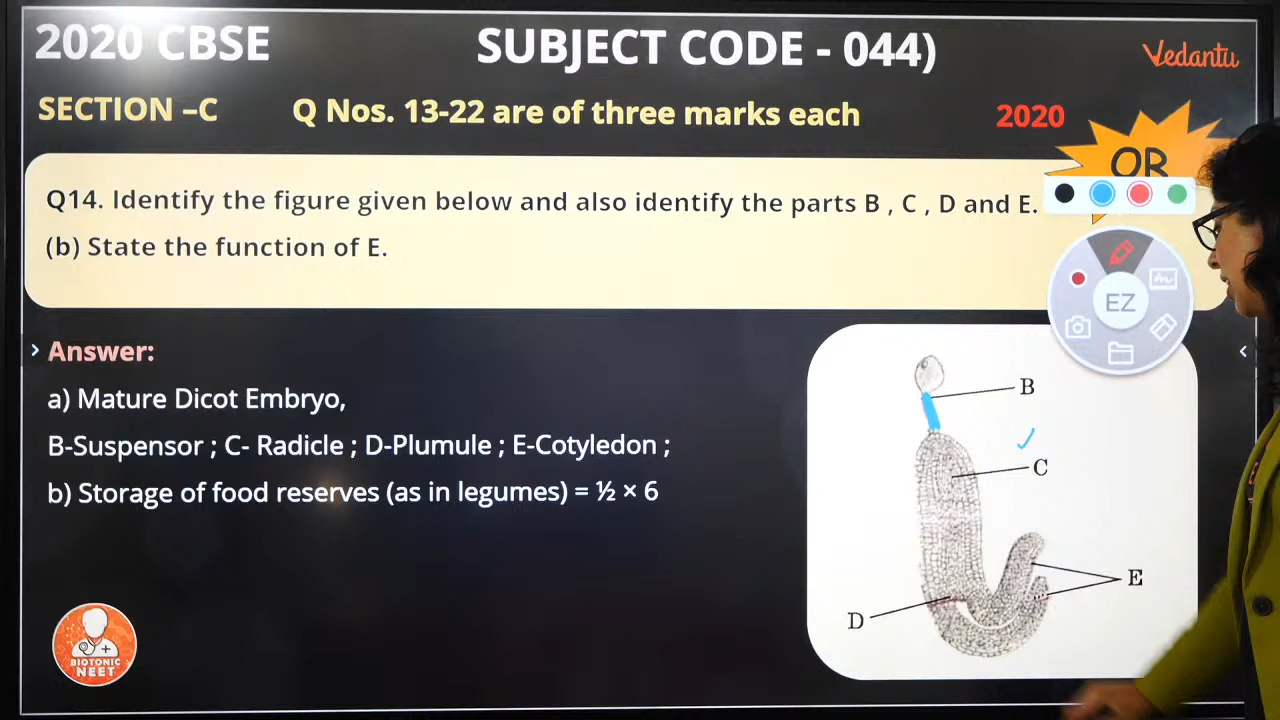 2020 CBSE
SUBJECT CODE - 044)
Vedantu
SECTION –C
Q Nos. 13-22 are of three marks each
2020
OR
Q14. Identify the figure given below and also identify the parts B , C , D and E.
(b) State the function of E.
EZ
Answer:
a) Mature Dicot Embryo,
B-Suspensor ; C- Radicle ; D-Plumule ; E-Cotyledon ;
b) Storage of food reserves (as in legumes) = ½ × 6
B
C
E
D
BIOTONIC
NEET